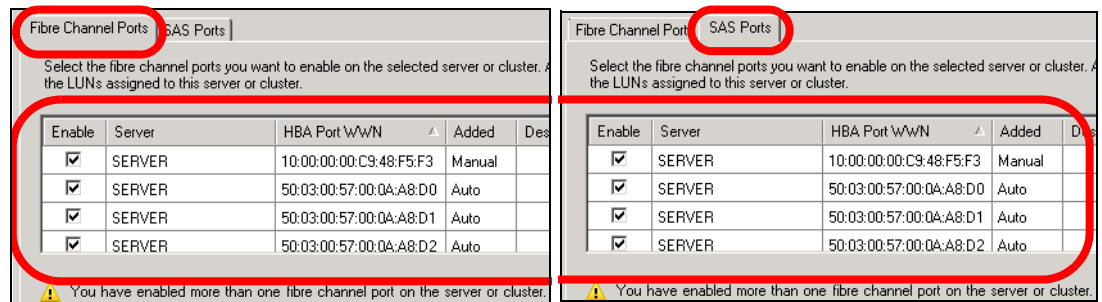 Fibre Channel Ports SAS Ports
Select the fibre channel ports you want to enable on the selected server or cluster. A
the LUNs assigned to this server or cluster.
Enable Server HBA Port WWN Added Des
SERVER 10:00:00:00:C9:48:F5:F3 Manual
SERVER 50:03:00:57:00:0A:A8:D0 Auto
SERVER 50:03:00:57:00:0A:A8:D1 Auto
SERVER 50:03:00:57:00:0A:A8:D2 Auto
You have enabled more than one fibre channel port on the server or cluster.
Fibre Channel Port SAS Ports
Select the fibre channel ports you want to enable on the selected server or cluster. A
the LUNs assigned to this server or cluster.
Enable Server HBA Port WWN Added Des
SERVER 10:00:00:00:C9:48:F5:F3 Manual
SERVER 50:03:00:57:00:0A:A8:D0 Auto
SERVER 50:03:00:57:00:0A:A8:D1 Auto
SERVER 50:03:00:57:00:0A:A8:D2 Auto
You have enabled more than one fibre channel port on the server or cluster.